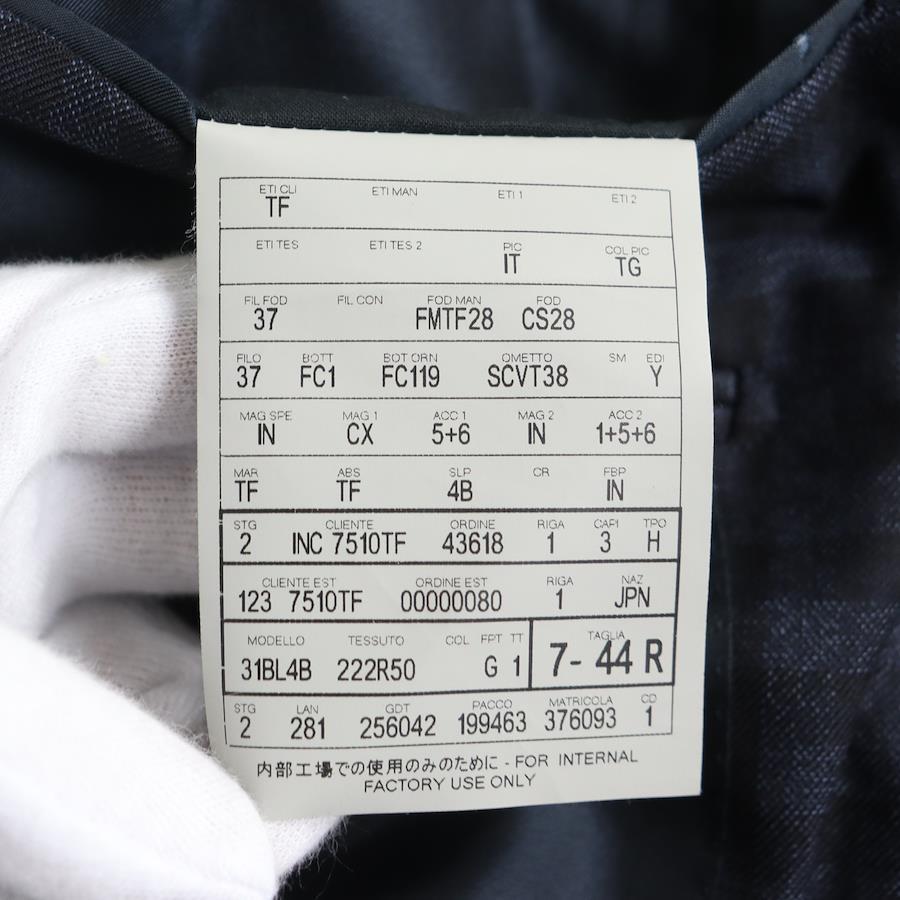 ETI CLI ETI MAN ETI 1 ETI 2
TF
ETI TES ETI TES 2 PIC COL PIC
IT TG
FIL FOD FIL CON FOD MAN FOD
37 FMTF28 CS28
FILO BOTT BOT ORN QMETTO SM EDI
37 FC1 FC119 SCVT38 Y
MAG SPE MAG 1 ACC 1 MAG 2 ACC 2
IN CX 5+6 IN 1+5+6
MAR ABS SLP CR FBP
TF TF 4B IN
STG CLIENTE ORDINE RIGA CAPI TPO
2 INC 7510TF 43618 1 3 H
CLIENTE EST ORDINE EST RIGA NAZ
123 7510TF 00000080 1 JPN
MODELLO TESSUTO COL FPT TT TAGLIA
31BL4B 222R50 G 1 7- 44 R
STG LAN GDT PACCO MATRICOLA CD
2 281 256042 199463 376093 1
内部工場での使用のみのために - FOR INTERNAL
FACTORY USE ONLY